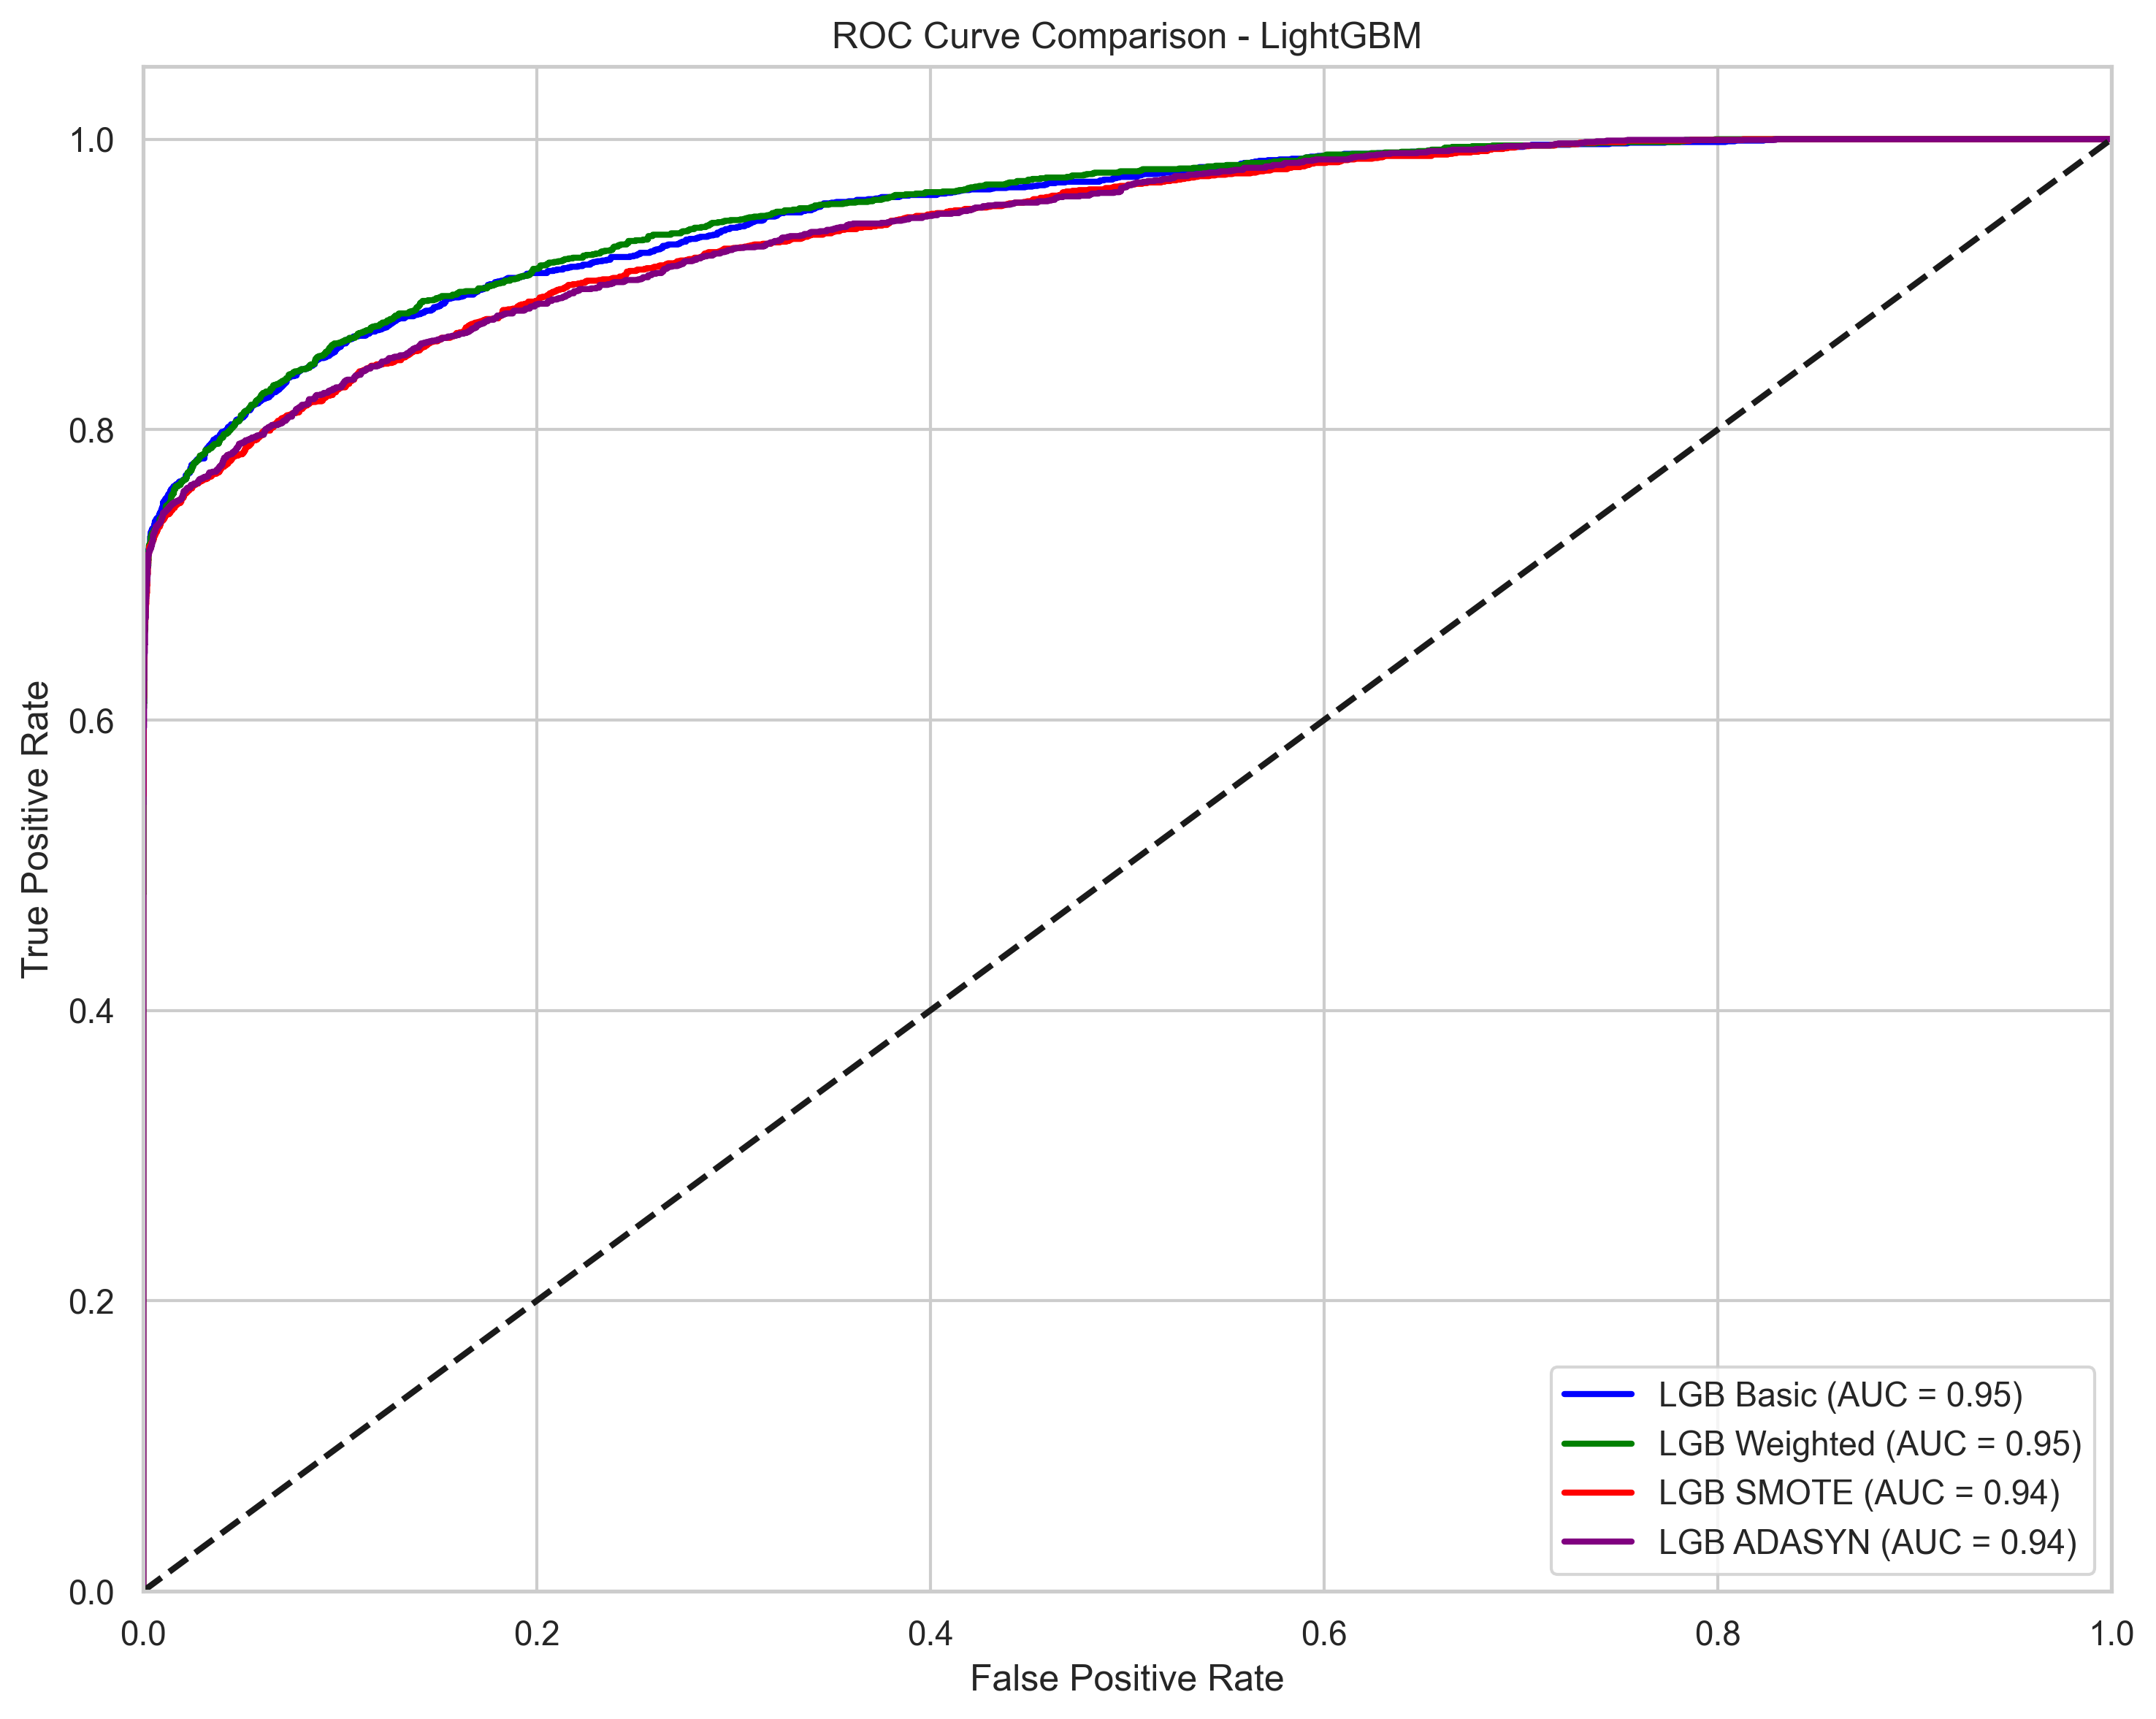 ROC Curve Comparison - LightGBM
True Positive Rate
1.0
0.8
0.6
0.4
0.2
0.0
0.0 0.2 0.4 0.6 0.8 1.0
False Positive Rate
LGB Basic (AUC = 0.95)
LGB Weighted (AUC = 0.95)
LGB SMOTE (AUC = 0.94)
LGB ADASYN (AUC = 0.94)